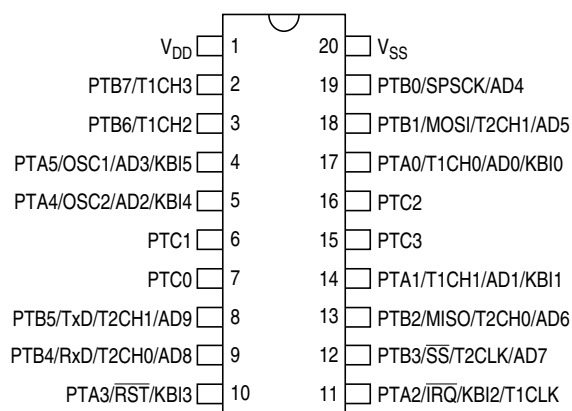 V_DD 1 20 V_SS
PTB7/T1CH3 2 19 PTB0/SPSCK/AD4
PTB6/T1CH2 3 18 PTB1/MOSI/T2CH1/AD5
PTA5/OSC1/AD3/KBI5 4 17 PTA0/T1CH0/AD0/KBI0
PTA4/OSC2/AD2/KBI4 5 16 PTC2
PTC1 6 15 PTC3
PTC0 7 14 PTA1/T1CH1/AD1/KBI1
PTB5/TxD/T2CH1/AD9 8 13 PTB2/MISO/T2CH0/AD6
PTB4/RxD/T2CH0/AD8 9 12 PTB3/S̅S̅/T2CLK/AD7
PTA3/R̅S̅T̅/KBI3 10 11 PTA2/I̅R̅Q̅/KBI2/T1CLK